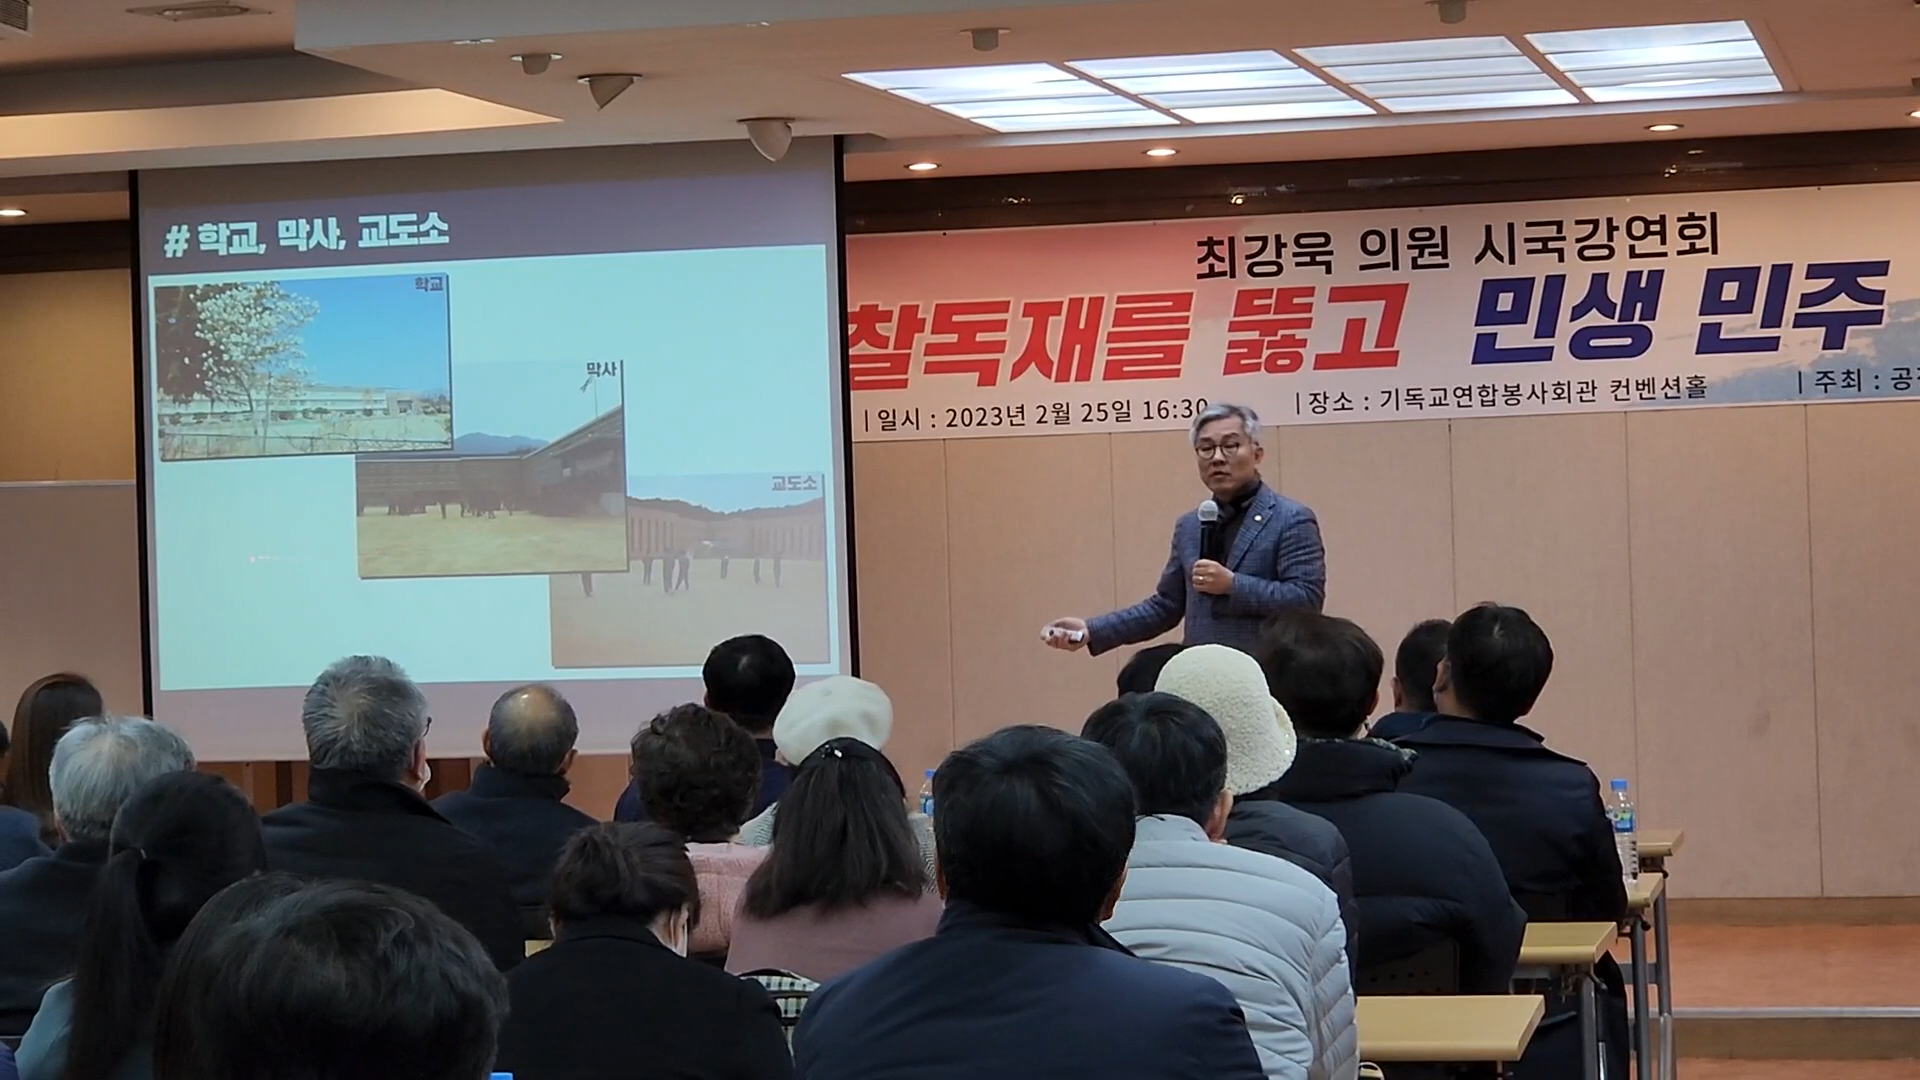 # 학교, 막사, 교도소
학교
막사
교도소
최강욱 의원 시국강연회
찰독재를 뚫고 민생 민주
| 일시 : 2023년 2월 25일 16:30 | 장소 : 기독교연합봉사회관 컨벤션홀 | 주최 :